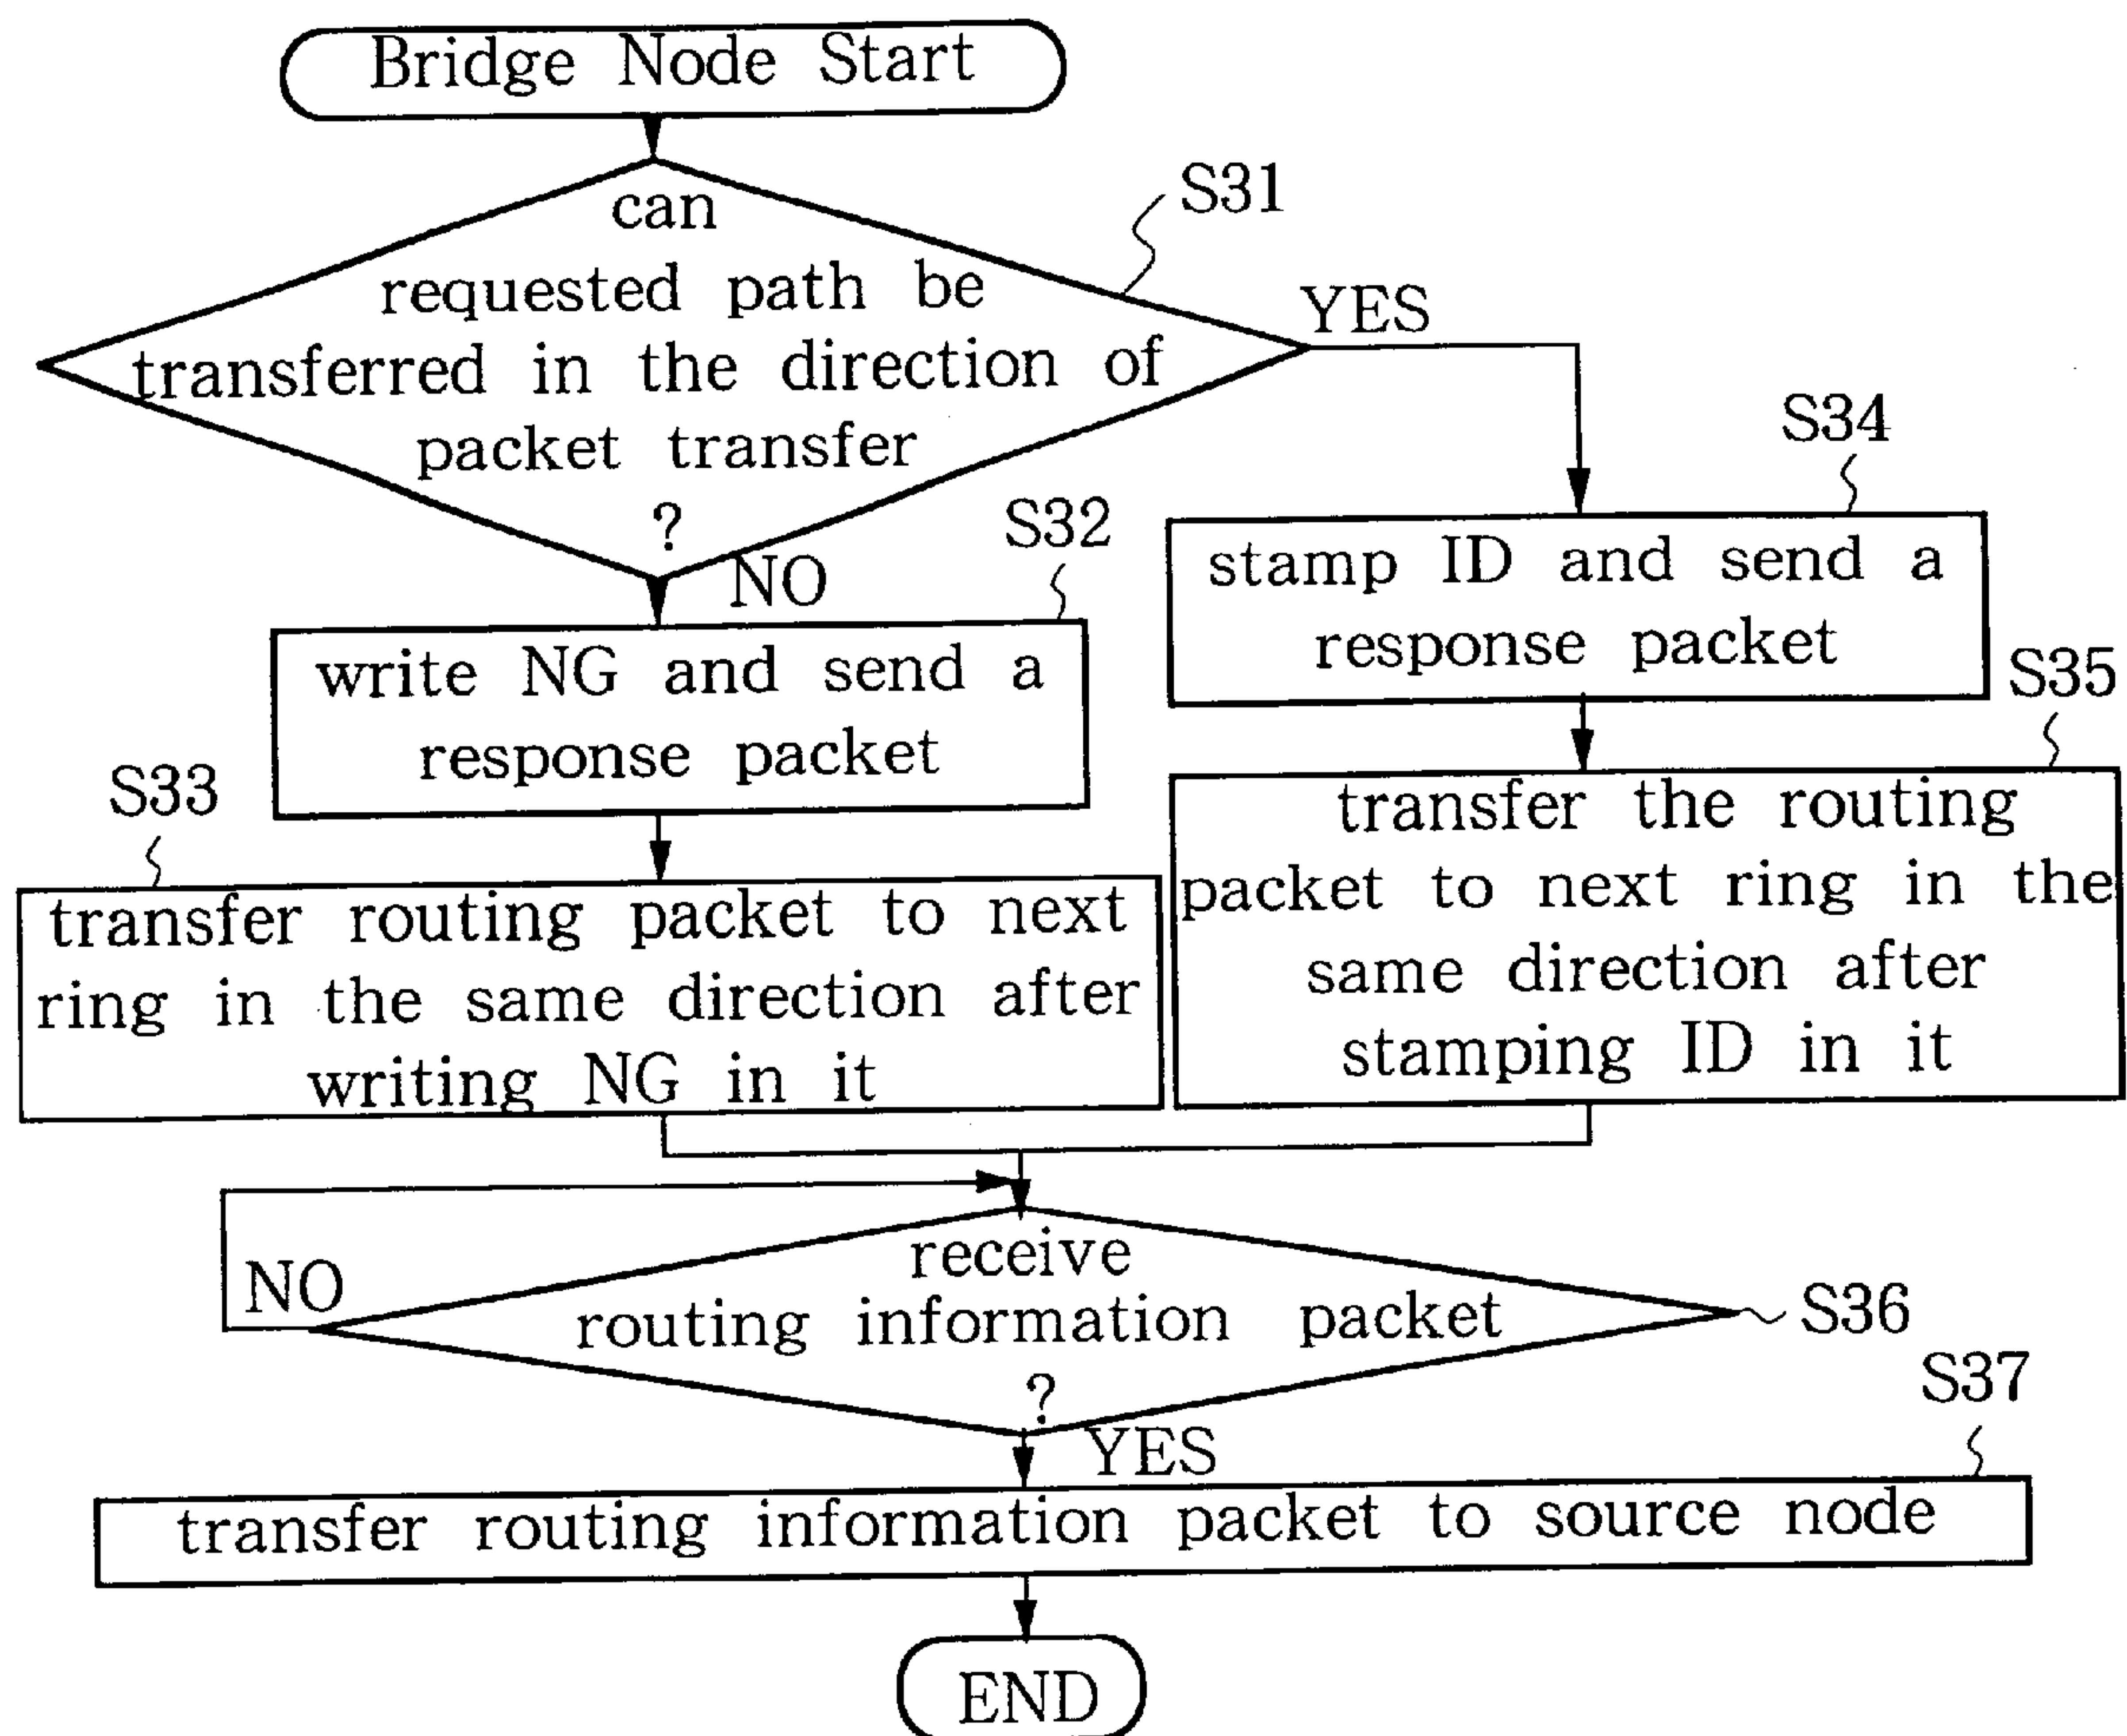 Bridge Node Start
S31
can
requested path be
transferred in the direction of
packet transfer
?
YES
NO
S32
write NG and send a
response packet
S33
transfer routing packet to next
ring in the same direction after
writing NG in it
S34
stamp ID and send a
response packet
S35
transfer the routing
packet to next ring in the
same direction after
stamping ID in it
NO
receive
routing information packet
?
S36
YES
S37
transfer routing information packet to source node
END